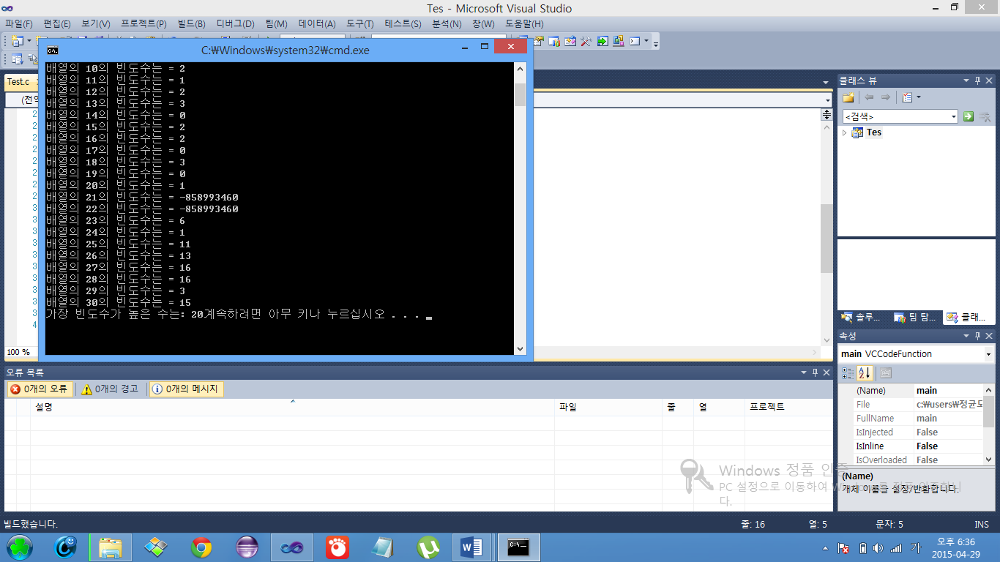 Tes - Microsoft Visual Studio
파일(F) 편집(E) 보기(V) 프로젝트(P) 빌드(B) 디버그(D) 팀(M) 데이터(A) 도구(T) 테스트(S) 분석(N) 창(W) 도움말(H)
C:\Windows\system32\cmd.exe
Test.c
(전역
배열의 10의 빈도수는 = 2
배열의 11의 빈도수는 = 1
배열의 12의 빈도수는 = 2
배열의 13의 빈도수는 = 3
배열의 14의 빈도수는 = 0
배열의 15의 빈도수는 = 2
배열의 16의 빈도수는 = 2
배열의 17의 빈도수는 = 0
배열의 18의 빈도수는 = 3
배열의 19의 빈도수는 = 0
배열의 20의 빈도수는 = 1
배열의 21의 빈도수는 = -858993460
배열의 22의 빈도수는 = -858993460
배열의 23의 빈도수는 = 6
배열의 24의 빈도수는 = 1
배열의 25의 빈도수는 = 11
배열의 26의 빈도수는 = 13
배열의 27의 빈도수는 = 16
배열의 28의 빈도수는 = 16
배열의 29의 빈도수는 = 3
배열의 30의 빈도수는 = 15
가장 빈도수가 높은 수는: 20계속하려면 아무 키나 누르십시오 . . .
100 %
클래스 뷰
<검색>
Tes
솔루... 팀 탐... 클래...
속성
main VCCodeFunction
(Name) main
File c:\users\정균모
FullName main
IsInjected False
IsInline False
IsOverloaded False
(Name)
개체 이름을 설정/반환합니다.
오류 목록
0개의 오류 0개의 경고 0개의 메시지
설명 파일 줄 열 프로젝트
Windows 정품 인증
PC 설정으로 이동하여 Windows를 정품 인증합니
다.
빌드했습니다. 줄: 16 열: 5 문자: 5 INS
가 오후 6:36
2015-04-29